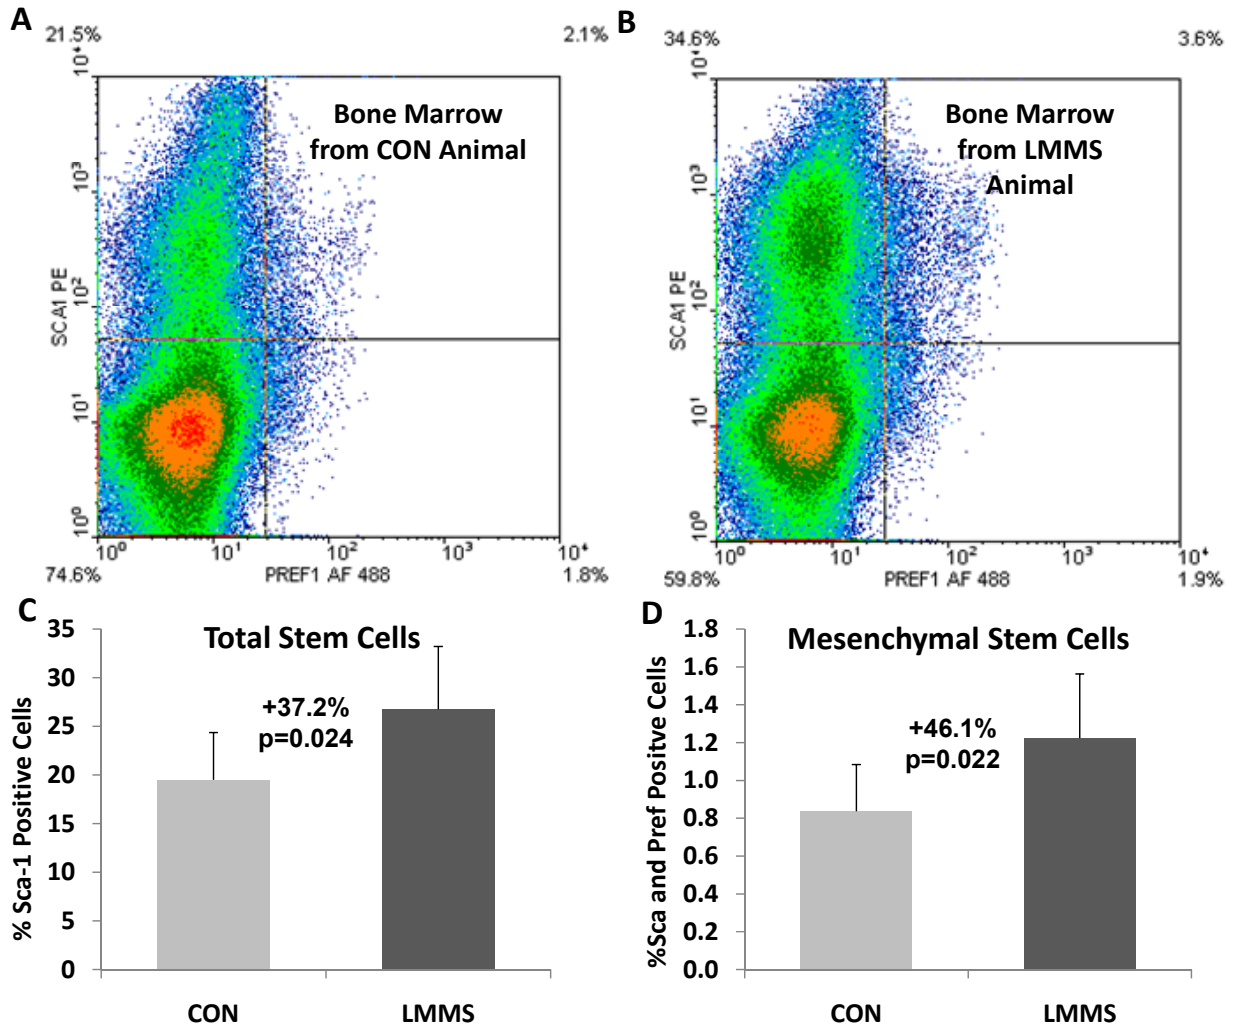 A
21.5%
2.1%
Bone Marrow
from CON Animal
SCA1 PE
10⁴
10³
10²
10¹
10⁰
10⁰ 10¹ 10² 10³ 10⁴
74.6%
PREF1 AF 488
1.8%
B
34.6%
3.6%
Bone Marrow
from LMMS
Animal
SCA1 PE
10⁴
10³
10²
10¹
10⁰
10⁰ 10¹ 10² 10³ 10⁴
59.8%
PREF1 AF 488
1.9%
C
Total Stem Cells
% Sca-1 Positive Cells
35
30
25
20
15
10
5
0
+37.2%
p=0.024
CON LMMS
D
Mesenchymal Stem Cells
%Sca and Pref Positve Cells
1.8
1.6
1.4
1.2
1.0
0.8
0.6
0.4
0.2
0.0
+46.1%
p=0.022
CON LMMS